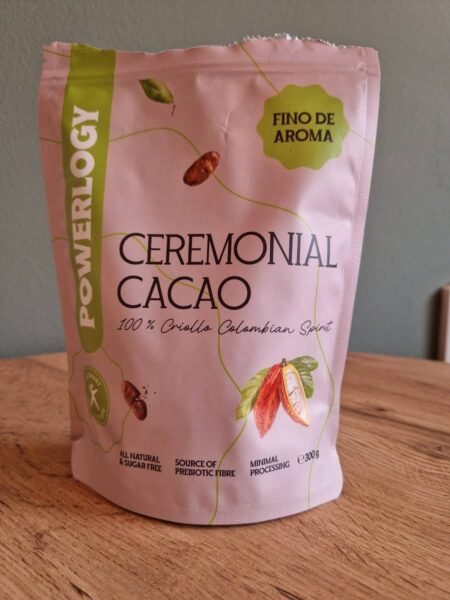 POWERLOGY
FINO DE
AROMA
CEREMONIAL
CACAO
100 % Criollo Colombian Spirit
ALL NATURAL
& SUGAR FREE
SOURCE OF
PREBIOTIC FIBRE
MINIMAL
PROCESSING
℮300 g